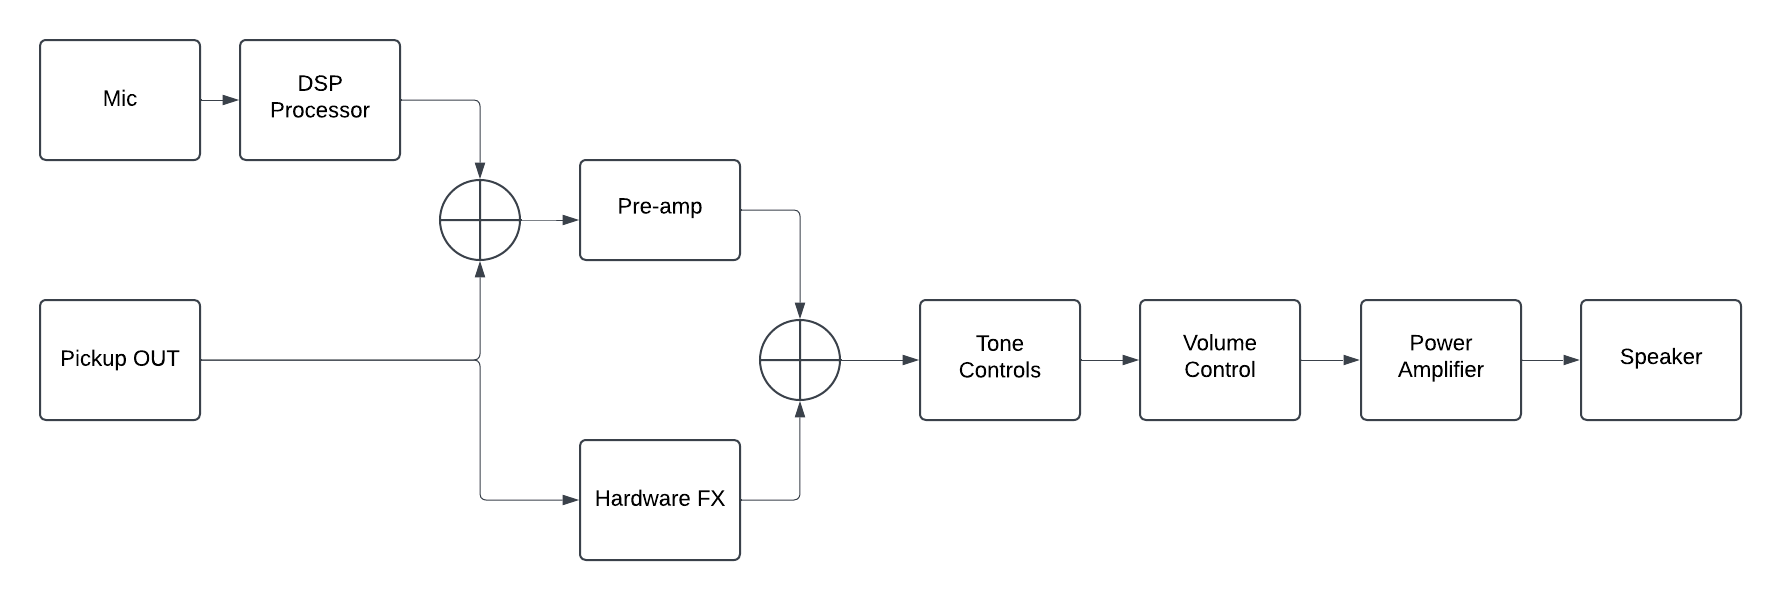 Mic
DSP
Processor
Pre-amp
Pickup OUT
Tone
Controls
Volume
Control
Power
Amplifier
Speaker
Hardware FX